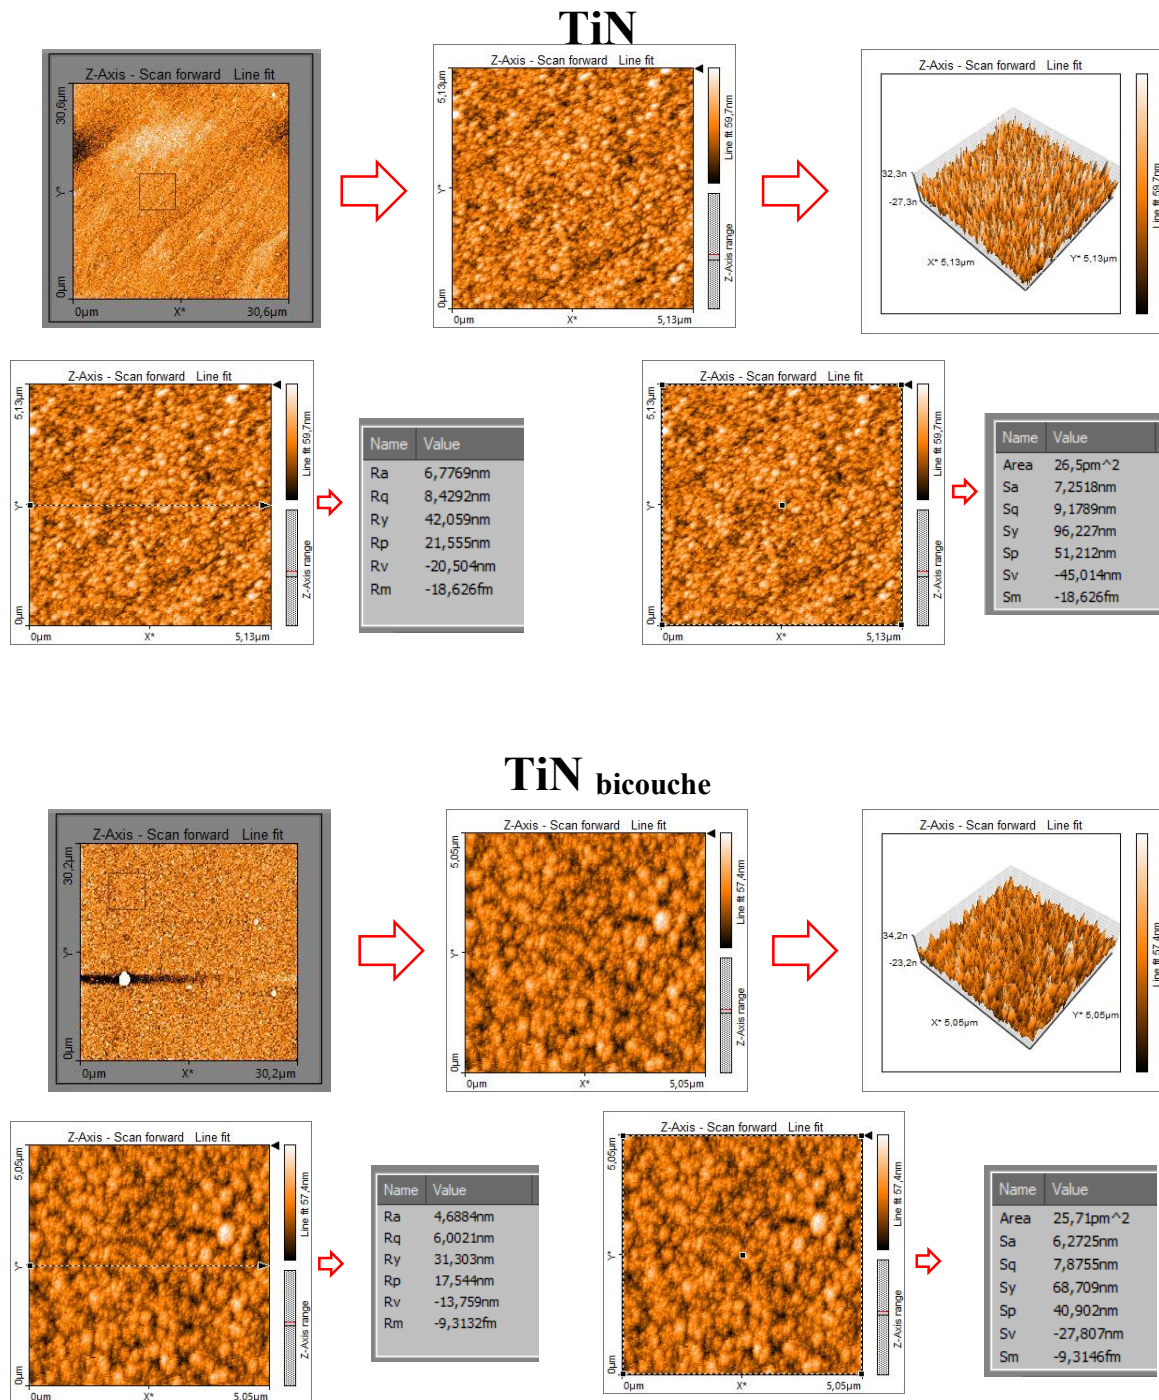 TiN
Z-Axis - Scan forward Line fit
30,6µm
Y*
0µm
0µm X* 30,6µm
Z-Axis - Scan forward Line fit
5,13µm
Y*
0µm
0µm X* 5,13µm
Line fit 59,7nm
Z-Axis range
Z-Axis - Scan forward Line fit
32,3n
-27,3n
X* 5,13µm
Y* 5,13µm
Line fit 59,7nm
Z-Axis - Scan forward Line fit
5,13µm
Y*
0µm
0µm X* 5,13µm
Line fit 59,7nm
Z-Axis range
Name Value
Ra 6,7769nm
Rq 8,4292nm
Ry 42,059nm
Rp 21,555nm
Rv -20,504nm
Rm -18,626fm
Z-Axis - Scan forward Line fit
5,13µm
Y*
0µm
0µm X* 5,13µm
Line fit 59,7nm
Z-Axis range
Name Value
Area 26,5pm^2
Sa 7,2518nm
Sq 9,1789nm
Sy 96,227nm
Sp 51,212nm
Sv -45,014nm
Sm -18,626fm
TiN bicouche
Z-Axis - Scan forward Line fit
30,2µm
Y*
0µm
0µm X* 30,2µm
Z-Axis - Scan forward Line fit
5,05µm
Y*
0µm
0µm X* 5,05µm
Line fit 57,4nm
Z-Axis range
Z-Axis - Scan forward Line fit
34,2n
-23,2n
X* 5,05µm
Y* 5,05µm
Line fit 57,4nm
Z-Axis - Scan forward Line fit
5,05µm
Y*
0µm
0µm X* 5,05µm
Line fit 57,4nm
Z-Axis range
Name Value
Ra 4,6884nm
Rq 6,0021nm
Ry 31,303nm
Rp 17,544nm
Rv -13,759nm
Rm -9,3132fm
Z-Axis - Scan forward Line fit
5,05µm
Y*
0µm
0µm X* 5,05µm
Line fit 57,4nm
Z-Axis range
Name Value
Area 25,71pm^2
Sa 6,2725nm
Sq 7,8755nm
Sy 68,709nm
Sp 40,902nm
Sv -27,807nm
Sm -9,3146fm